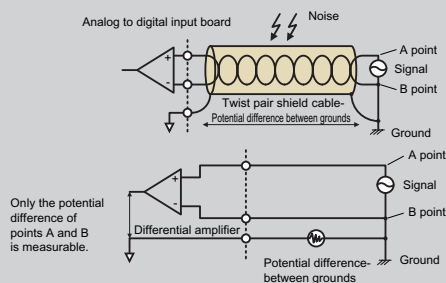 Analog to digital input board
Noise
A point
Signal
B point
Twist pair shield cable-
Potential difference between grounds
Ground
A point
Signal
B point
Only the potential
difference of
points A and B
is measurable.
Differential amplifier
Potential difference-
between grounds
Ground